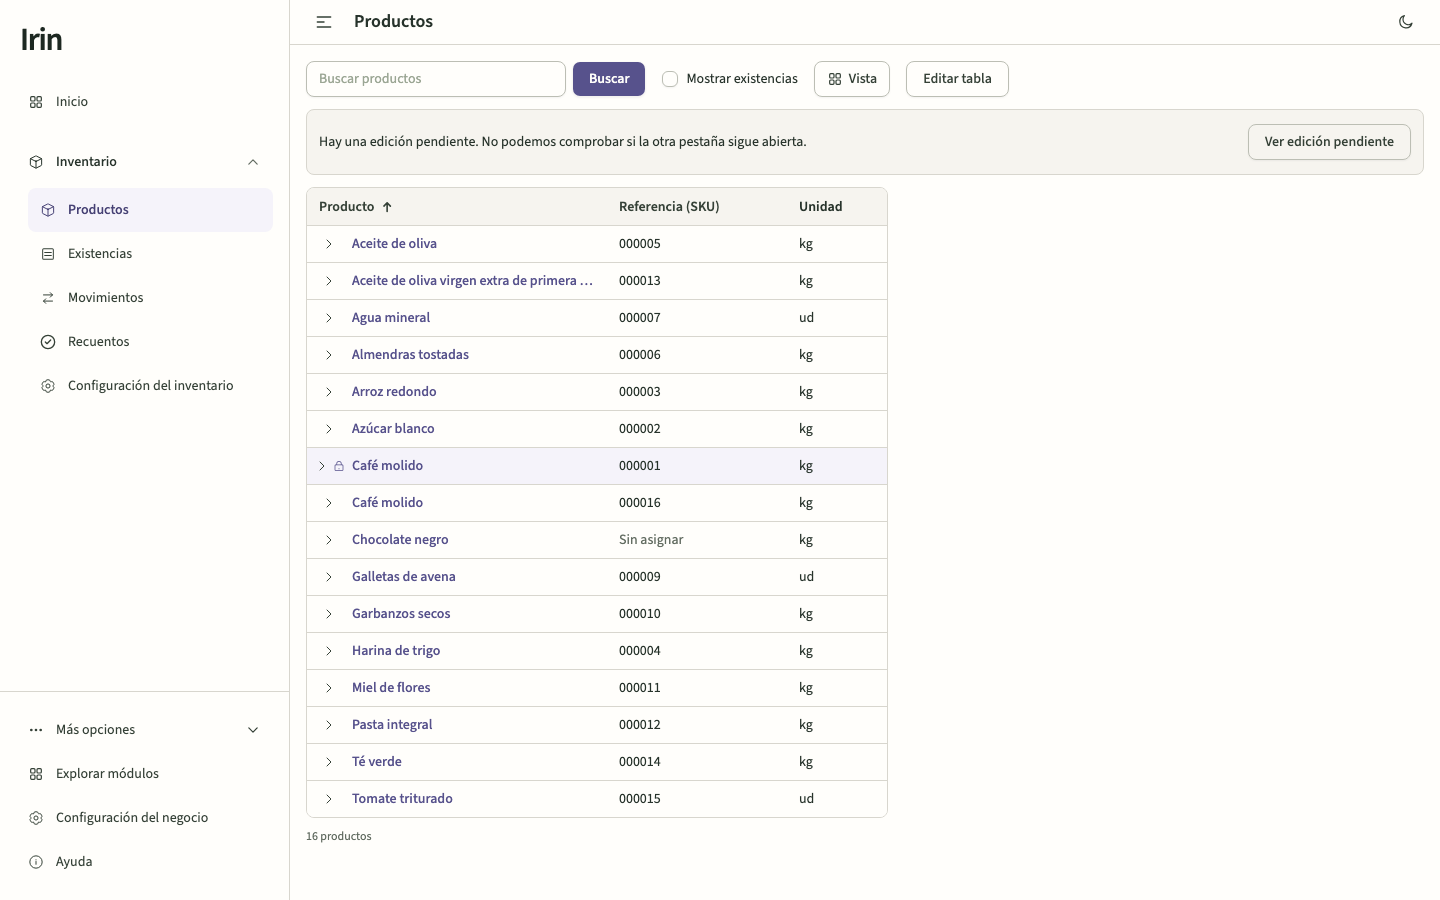 Irin
Inicio
Inventario
Productos
Existencias
Movimientos
Recuentos
Configuración del inventario
Más opciones
Explorar módulos
Configuración del negocio
Ayuda
Productos
Buscar productos Buscar Mostrar existencias Vista Editar tabla
Hay una edición pendiente. No podemos comprobar si la otra pestaña sigue abierta. Ver edición pendiente
Producto Referencia (SKU) Unidad
Aceite de oliva 000005 kg
Aceite de oliva virgen extra de primera … 000013 kg
Agua mineral 000007 ud
Almendras tostadas 000006 kg
Arroz redondo 000003 kg
Azúcar blanco 000002 kg
Café molido 000001 kg
Café molido 000016 kg
Chocolate negro Sin asignar kg
Galletas de avena 000009 ud
Garbanzos secos 000010 kg
Harina de trigo 000004 kg
Miel de flores 000011 kg
Pasta integral 000012 kg
Té verde 000014 kg
Tomate triturado 000015 ud
16 productos